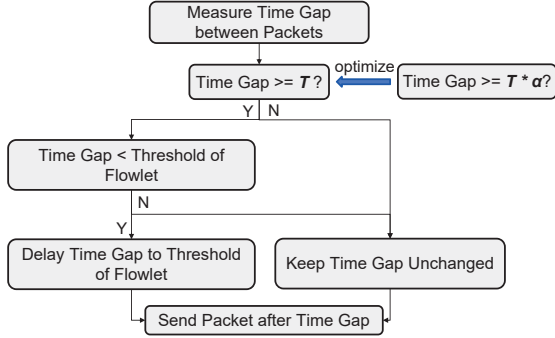 Measure Time Gap
between Packets
optimize
Time Gap >= T ?
Time Gap >= T * α?
Y
N
Time Gap < Threshold of
Flowlet
N
Y
Delay Time Gap to Threshold
of Flowlet
Keep Time Gap Unchanged
Send Packet after Time Gap